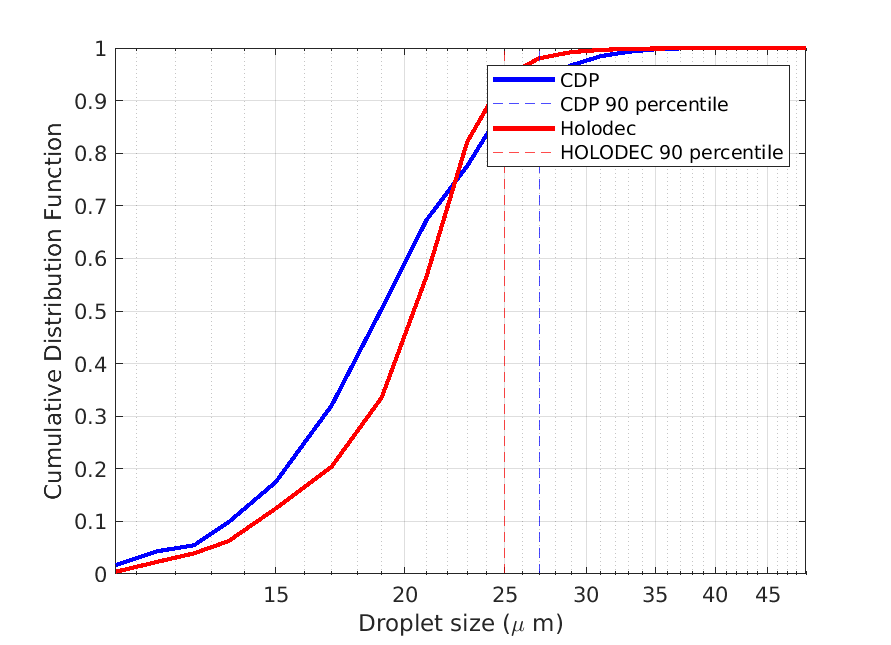 1
0.9
0.8
0.7
0.6
0.5
0.4
0.3
0.2
0.1
0
Cumulative Distribution Function
CDP
CDP 90 percentile
Holodec
HOLODEC 90 percentile
15 20 25 30 35 40 45
Droplet size (μ m)